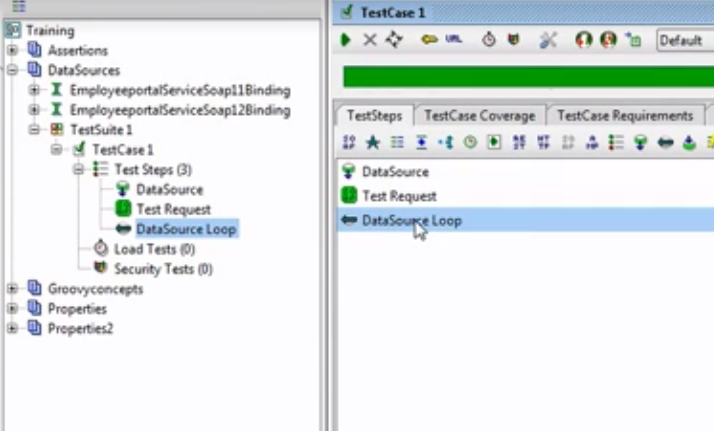 Training
Assertions
DataSources
EmployeeportalServiceSoap11Binding
EmployeeportalServiceSoap12Binding
TestSuite 1
TestCase 1
Test Steps (3)
DataSource
Test Request
DataSource Loop
Load Tests (0)
Security Tests (0)
Groovyconcepts
Properties
Properties2
TestCase 1
URL Default
TestSteps TestCase Coverage TestCase Requirements
DataSource
Test Request
DataSource Loop